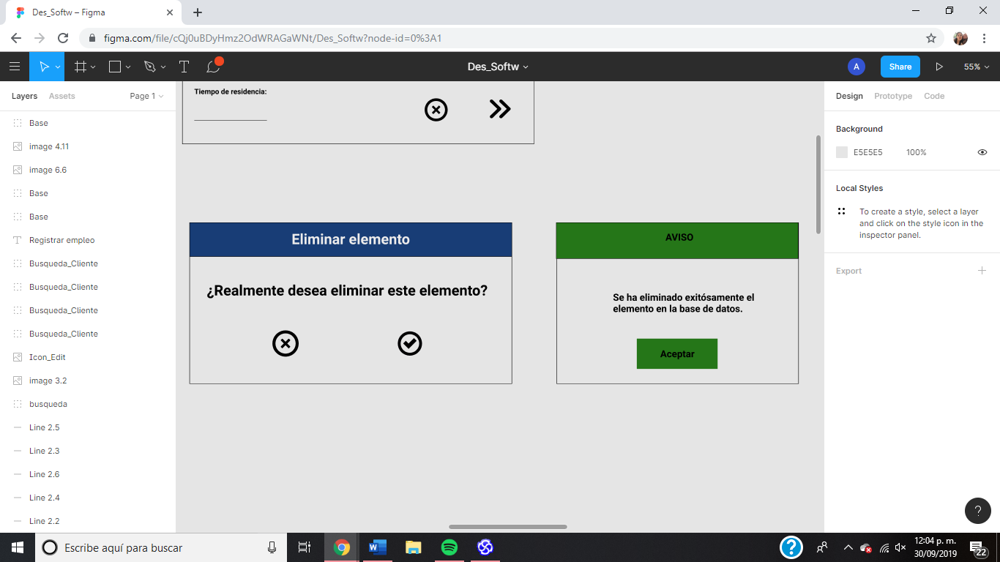 Des_Softw – Figma
figma.com/file/cQj0uBDyHmz2OdWRAGaWNt/Des_Softw?node-id=0%3A1
Des_Softw
A
Share
55%
Layers
Assets
Page 1
Base
image 4.11
image 6.6
Base
Base
Registrar empleo
Busqueda_Cliente
Busqueda_Cliente
Busqueda_Cliente
Busqueda_Cliente
Icon_Edit
image 3.2
busqueda
Line 2.5
Line 2.3
Line 2.6
Line 2.4
Line 2.2
Tiempo de residencia:
Eliminar elemento
¿Realmente desea eliminar este elemento?
AVISO
Se ha eliminado exitósamente el
elemento en la base de datos.
Aceptar
Design
Prototype
Code
Background
E5E5E5
100%
Local Styles
To create a style, select a layer
and click on the style icon in the
inspector panel.
Export
?
Escribe aquí para buscar
12:04 p. m.
30/09/2019
22